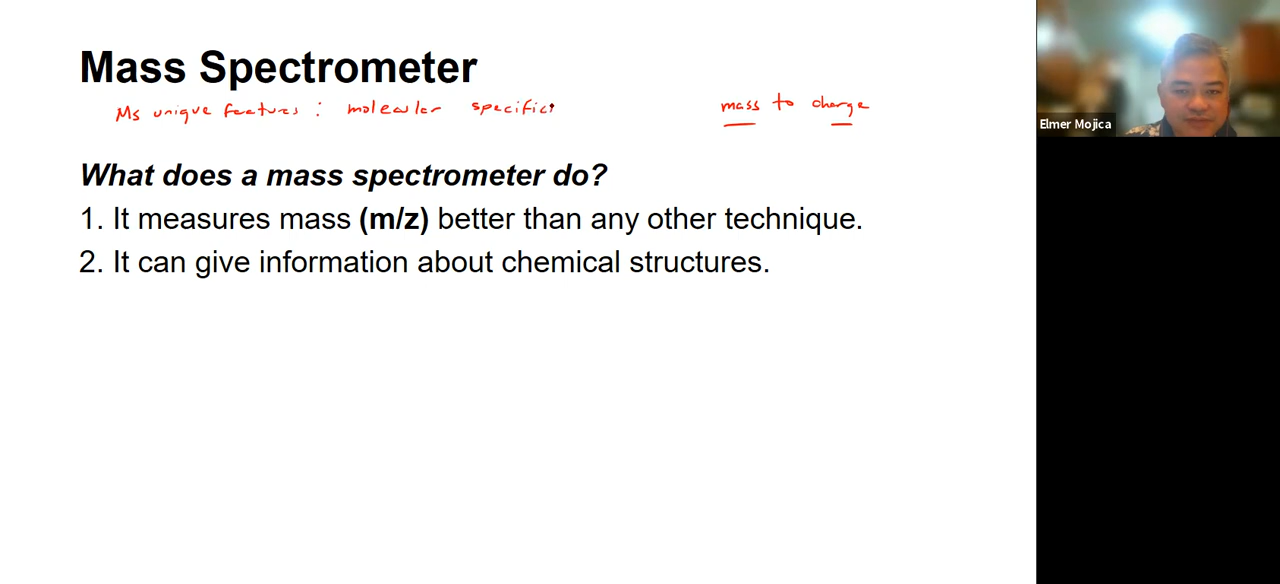 Mass Spectrometer
Ms unique features : molecular specific
mass to charge
Elmer Mojica
What does a mass spectrometer do?
1. It measures mass (m/z) better than any other technique.
2. It can give information about chemical structures.